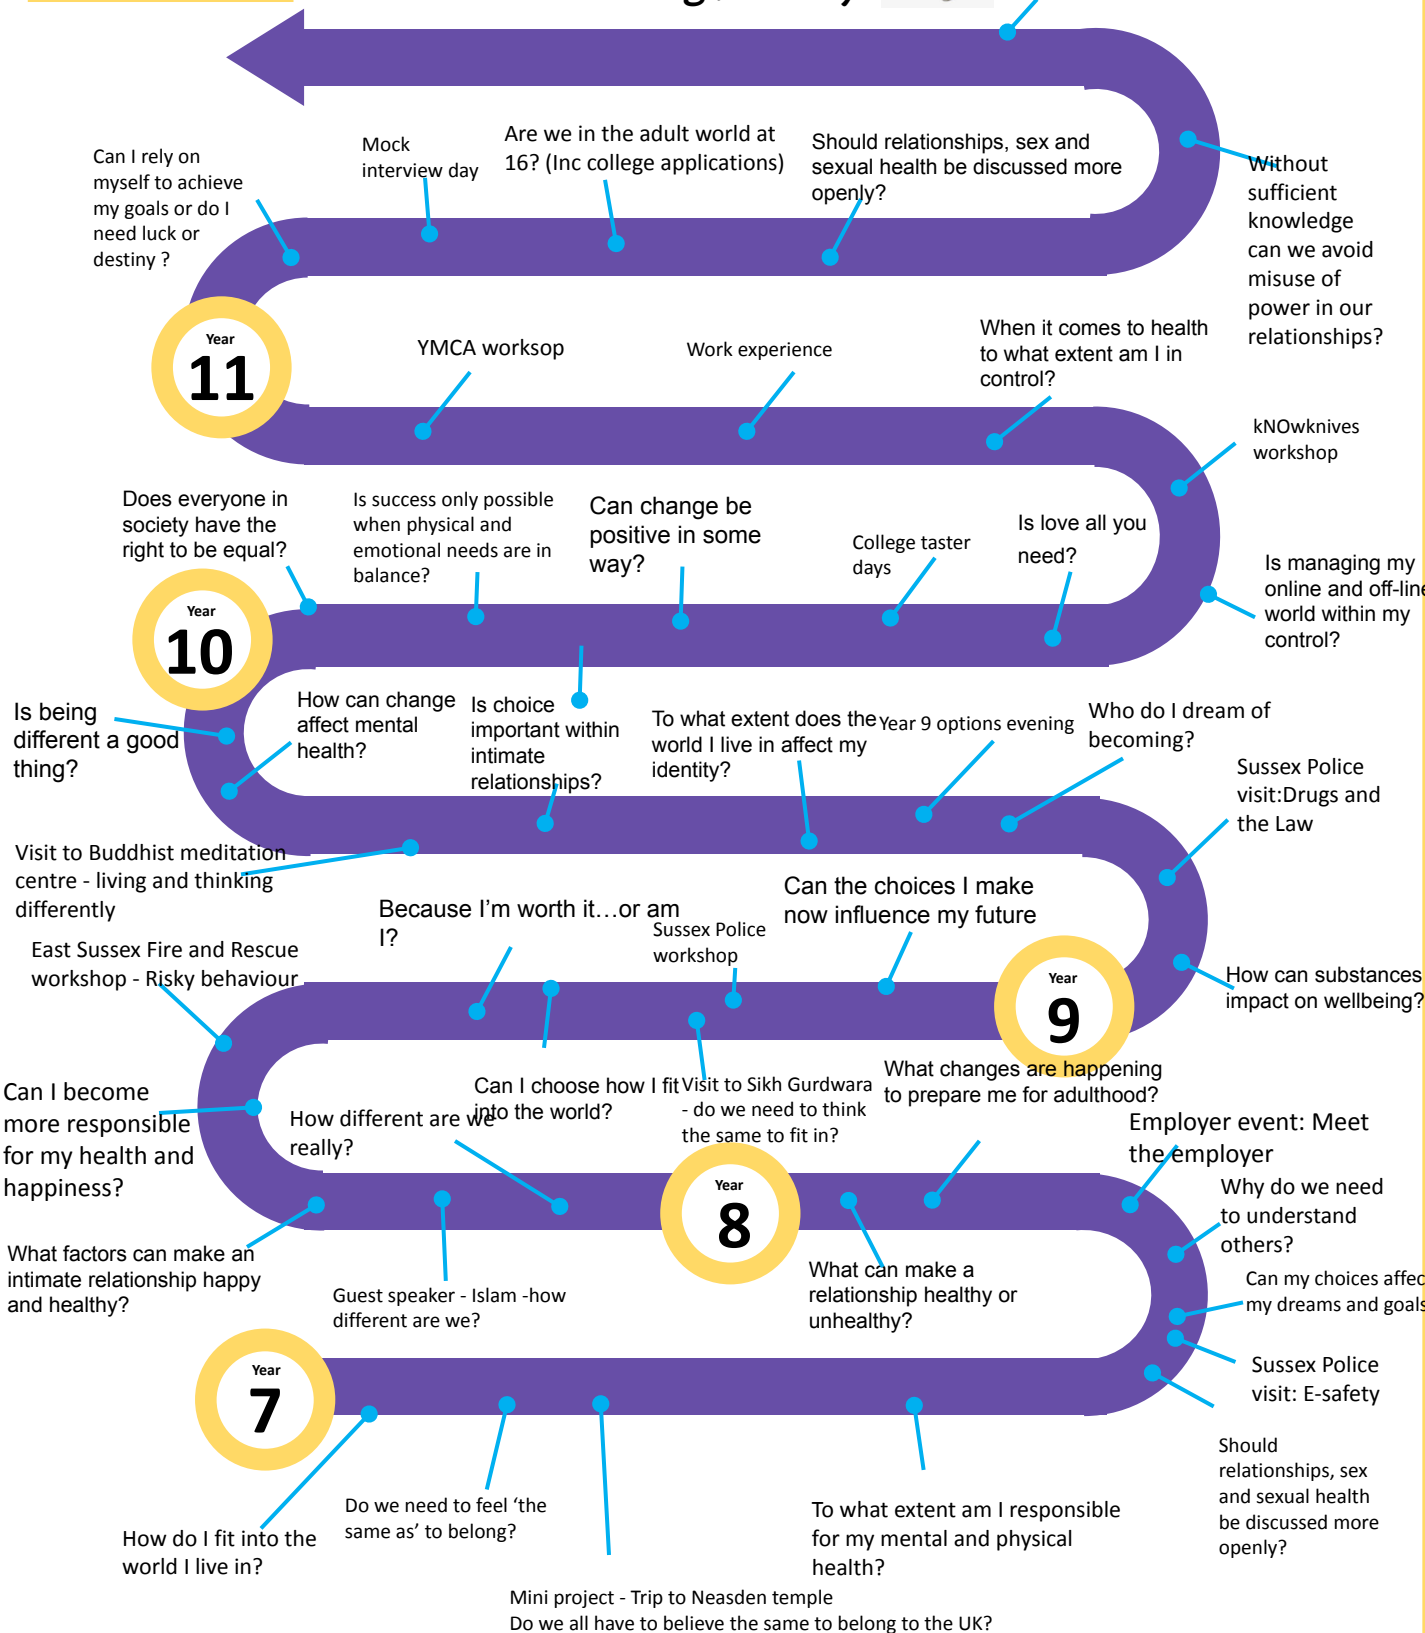 Can I rely on
myself to achieve
my goals or do I
need luck or
destiny ?
Mock
interview day
Are we in the adult world at
16? (Inc college applications)
Should relationships, sex and
sexual health be discussed more
openly?
Without
sufficient
knowledge
can we avoid
misuse of
power in our
relationships?
Year
11
YMCA worksop
Work experience
When it comes to health
to what extent am I in
control?
kNOwknives
workshop
Does everyone in
society have the
right to be equal?
Is success only possible
when physical and
emotional needs are in
balance?
Can change be
positive in some
way?
College taster
days
Is love all you
need?
Is managing my
online and off-line
world within my
control?
Year
10
Is being
different a good
thing?
How can change
affect mental
health?
Is choice
important within
intimate
relationships?
To what extent does the
world I live in affect my
identity?
Year 9 options evening
Who do I dream of
becoming?
Sussex Police
visit:Drugs and
the Law
Visit to Buddhist meditation
centre - living and thinking
differently
Because I'm worth it…or am
I?
Sussex Police
workshop
Can the choices I make
now influence my future
East Sussex Fire and Rescue
workshop - Risky behaviour
Year
9
How can substances
impact on wellbeing?
Can I become
more responsible
for my health and
happiness?
How different are we
really?
Can I choose how I fit
into the world?
Visit to Sikh Gurdwara
- do we need to think
the same to fit in?
What changes are happening
to prepare me for adulthood?
Employer event: Meet
the employer
Year
8
Why do we need
to understand
others?
What factors can make an
intimate relationship happy
and healthy?
Guest speaker - Islam -how
different are we?
What can make a
relationship healthy or
unhealthy?
Can my choices affec
my dreams and goals
Year
7
Sussex Police
visit: E-safety
Should
relationships, sex
and sexual health
be discussed more
openly?
How do I fit into the
world I live in?
Do we need to feel ‘the
same as’ to belong?
To what extent am I responsible
for my mental and physical
health?
Mini project - Trip to Neasden temple
Do we all have to believe the same to belong to the UK?